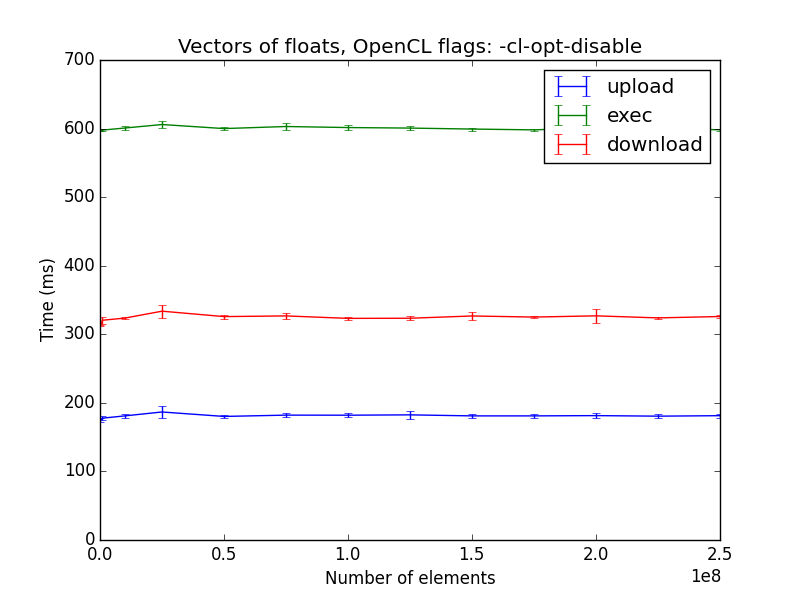 Vectors of floats, OpenCL flags: -cl-opt-disable
700
600
500
400
300
200
100
0
Time (ms)
upload
exec
download
0.0 0.5 1.0 1.5 2.0 2.5
1e8
Number of elements